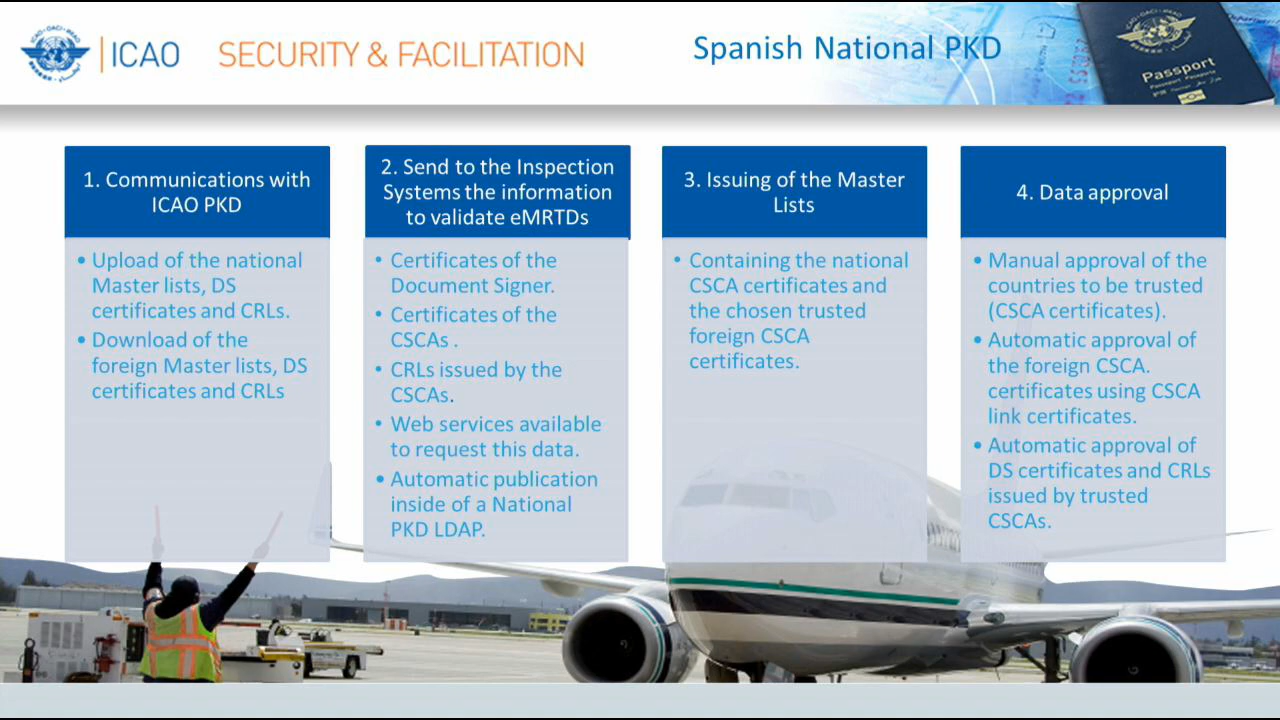 ICAO
SECURITY & FACILITATION
Spanish National PKD
Passport
1. Communications with
ICAO PKD
• Upload of the national
Master lists, DS
certificates and CRLs.
• Download of the
foreign Master lists, DS
certificates and CRLs
2. Send to the Inspection
Systems the information
to validate eMRTDs
• Certificates of the
Document Signer.
• Certificates of the
CSCAs .
• CRLs issued by the
CSCAs.
• Web services available
to request this data.
• Automatic publication
inside of a National
PKD LDAP.
3. Issuing of the Master
Lists
• Containing the national
CSCA certificates and
the chosen trusted
foreign CSCA
certificates.
4. Data approval
• Manual approval of the
countries to be trusted
(CSCA certificates).
• Automatic approval of
the foreign CSCA.
certificates using CSCA
link certificates.
• Automatic approval of
DS certificates and CRLs
issued by trusted
CSCAs.